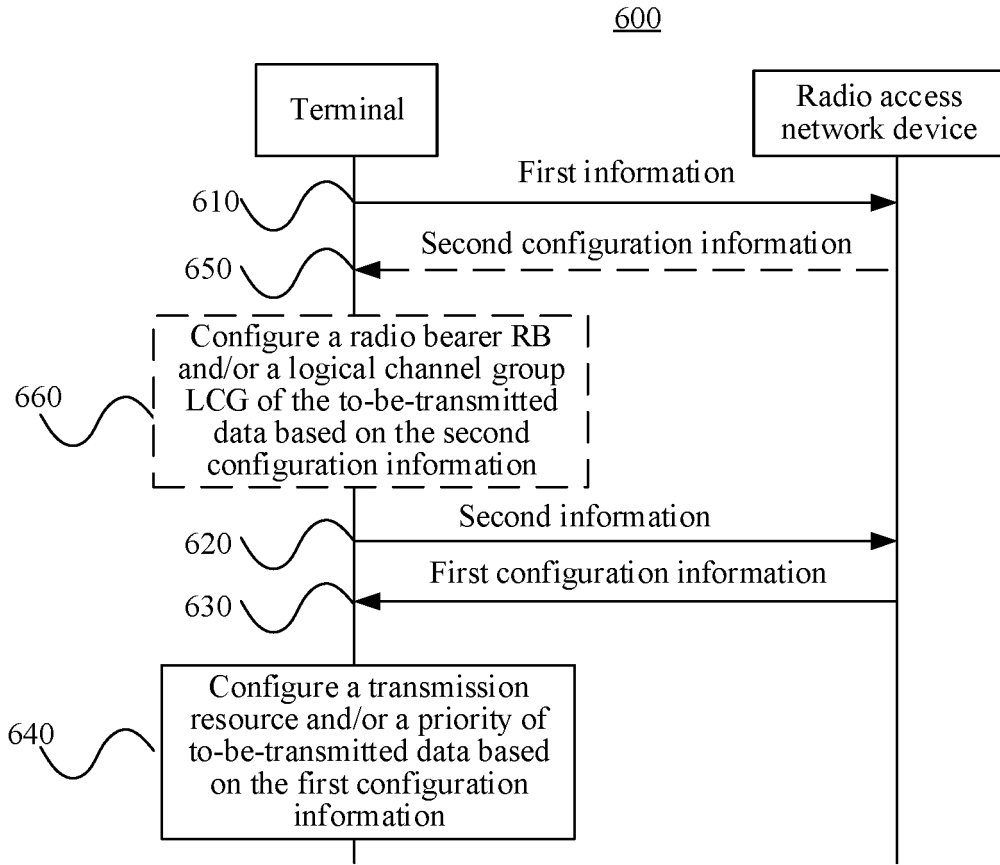 600
Terminal
Radio access
network device
First information
610
Second configuration information
650
Configure a radio bearer RB
and/or a logical channel group
LCG of the to-be-transmitted
data based on the second
configuration information
660
Second information
620
First configuration information
630
Configure a transmission
resource and/or a priority of
to-be-transmitted data based
on the first configuration
information
640